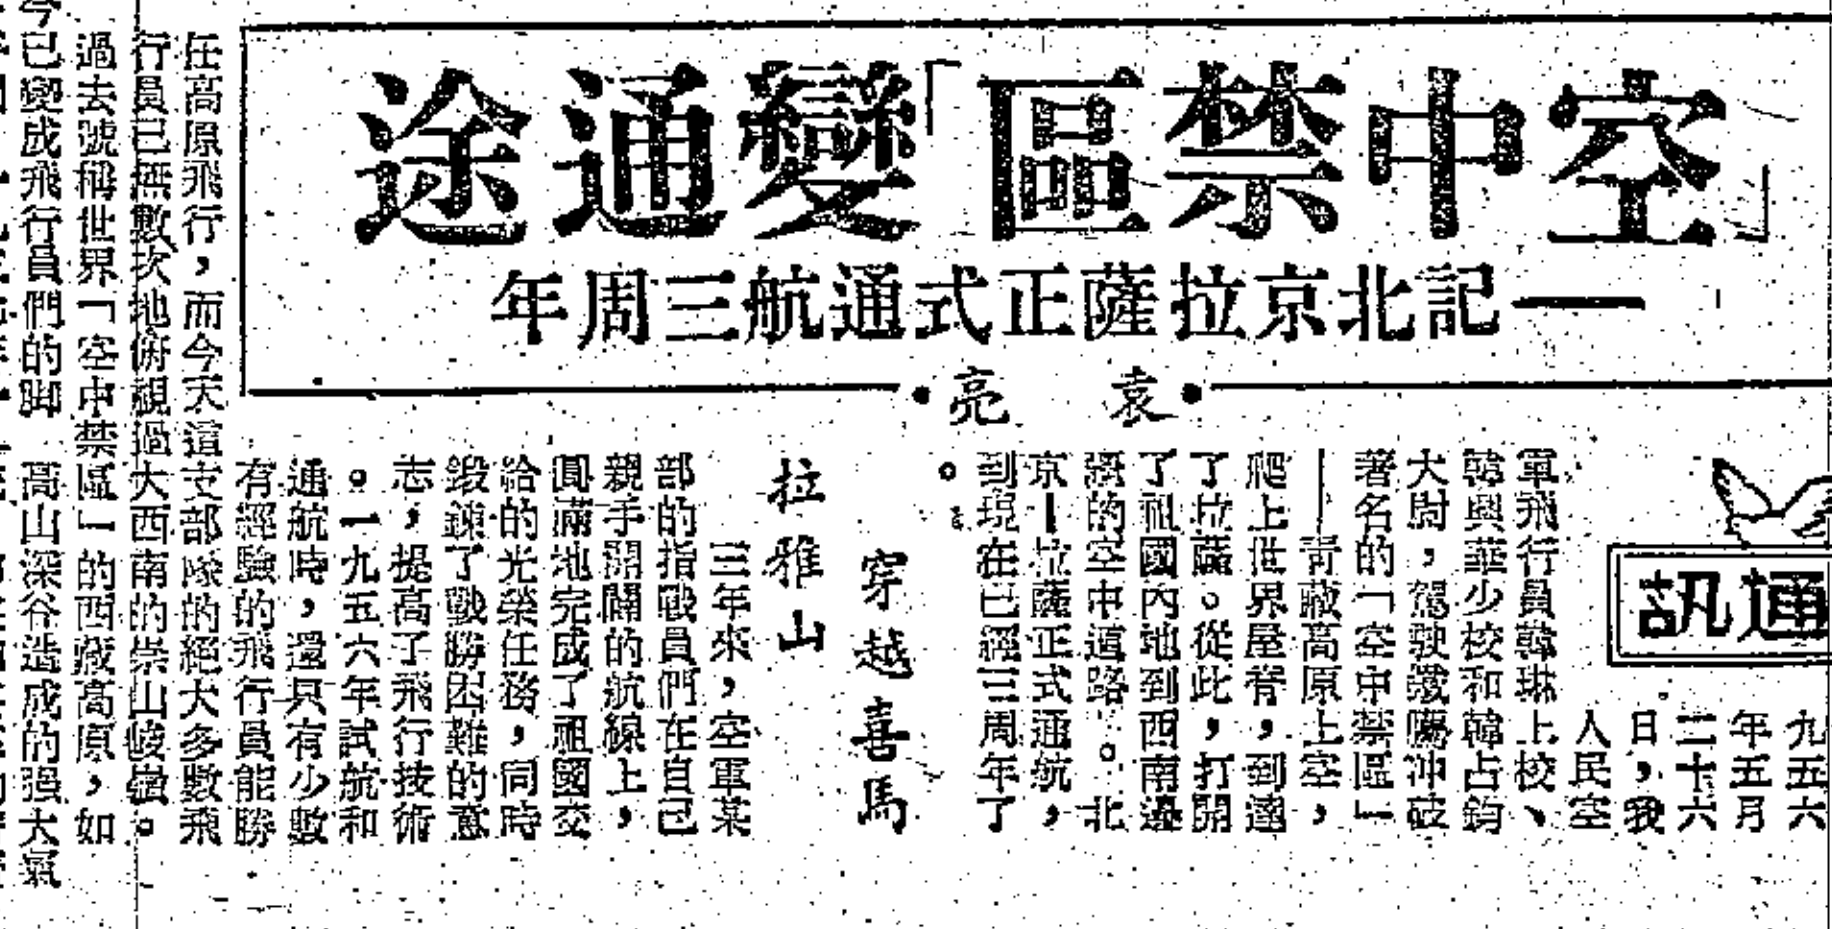 「空中禁區」變通途
——記北京拉薩正式通航三周年
·袁亮·
通訊
九五六
年五月
二十六
日，我
人民空
軍飛行員韓琳上校、
韓興華少校和韓占鈞
大尉，駕駛鐵鷹冲破
著名的「空中禁區」
——青藏高原上空，
爬上世界屋脊，到達
了拉薩。從此，打開
了祖國內地到西南邊
疆的空中道路。北
京—拉薩正式通航，
到現在已經三周年了
。
穿越喜馬
拉雅山
三年來，空軍某
部的指戰員們在自己
親手開闢的航線上，
圓滿地完成了祖國交
給的光榮任務，同時
鍛鍊了戰勝困難的意
志，提高了飛行技術
。一九五六年試航和
通航時，還只有少數
有經驗的飛行員能勝
任高原飛行，而今天這支部隊的絕大多數飛
行員已無數次地俯視過大西南的崇山峻嶺。
過去號稱世界「空中禁區」的西藏高原，如
今已變成飛行員們的脚
高山深谷造成的强大氣